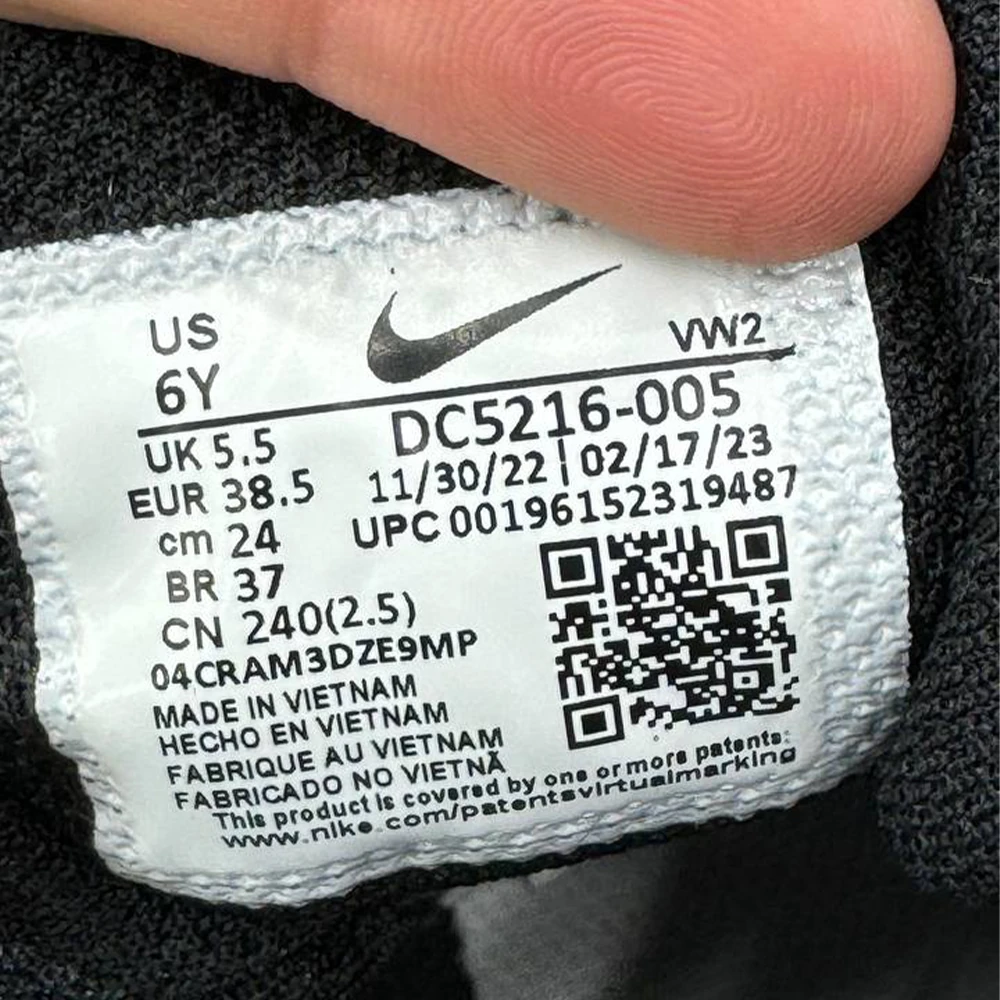 US
6Y
VW2
UK 5.5
EUR 38.5
cm 24
BR 37
CN 240(2.5)
DC5216-005
11/30/22 | 02/17/23
UPC 00196152319487
04CRAM3DZE9MP
MADE IN VIETNAM
HECHO EN VIETNAM
FABRIQUE AU VIETNAM
FABRICADO NO VIETNÃ
This product is covered by one or more patents:
www.nike.com/patentsvirtualmarking